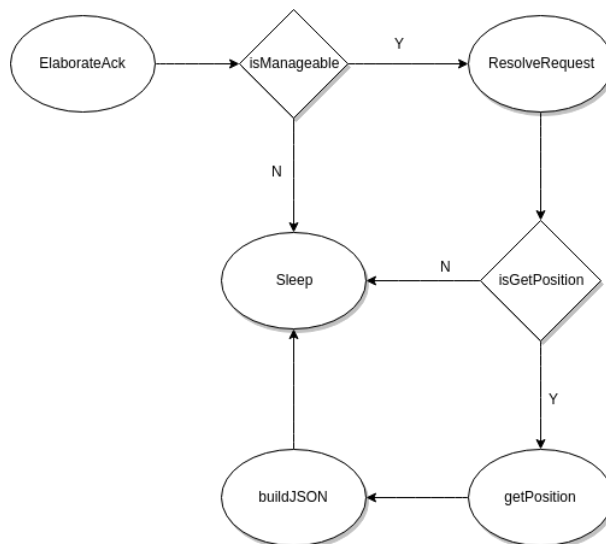 ElaborateAck
isManageable
Y
ResolveRequest
N
Sleep
N
isGetPosition
Y
buildJSON
getPosition